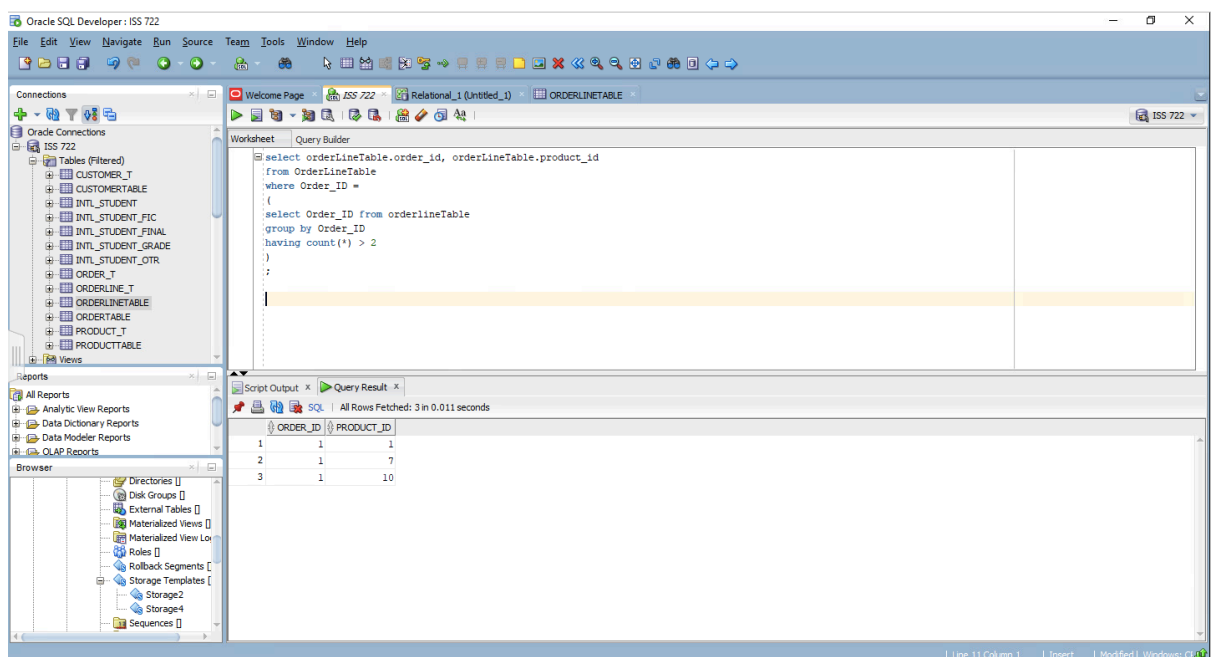 Oracle SQL Developer : ISS 722
File Edit View Navigate Run Source Team Tools Window Help
Connections
Oracle Connections
ISS 722
Tables (Filtered)
CUSTOMER_T
CUSTOMERTABLE
INTL_STUDENT
INTL_STUDENT_FIC
INTL_STUDENT_FINAL
INTL_STUDENT_GRADE
INTL_STUDENT_OTR
ORDER_T
ORDERLINE_T
ORDERLINETABLE
ORDERTABLE
PRODUCT_T
PRODUCTTABLE
Views
Reports
All Reports
Analytic View Reports
Data Dictionary Reports
Data Modeler Reports
OLAP Reports
Browser
Directories []
Disk Groups []
External Tables []
Materialized Views []
Materialized View Log
Roles []
Rollback Segments [
Storage Templates [
Storage2
Storage4
Sequences []
Welcome Page ISS 722 Relational_1 (Untitled_1) ORDERLINETABLE
ISS 722
Worksheet Query Builder
select orderLineTable.order_id, orderLineTable.product_id
from OrderLineTable
where Order_ID =
(
select Order_ID from orderlineTable
group by Order_ID
having count(*) > 2
)
;
Script Output x Query Result x
SQL | All Rows Fetched: 3 in 0.011 seconds
ORDER_ID PRODUCT_ID
1 1 1
2 1 7
3 1 10
Line 11 Column 1 | Insert | Modified | Windows: CR